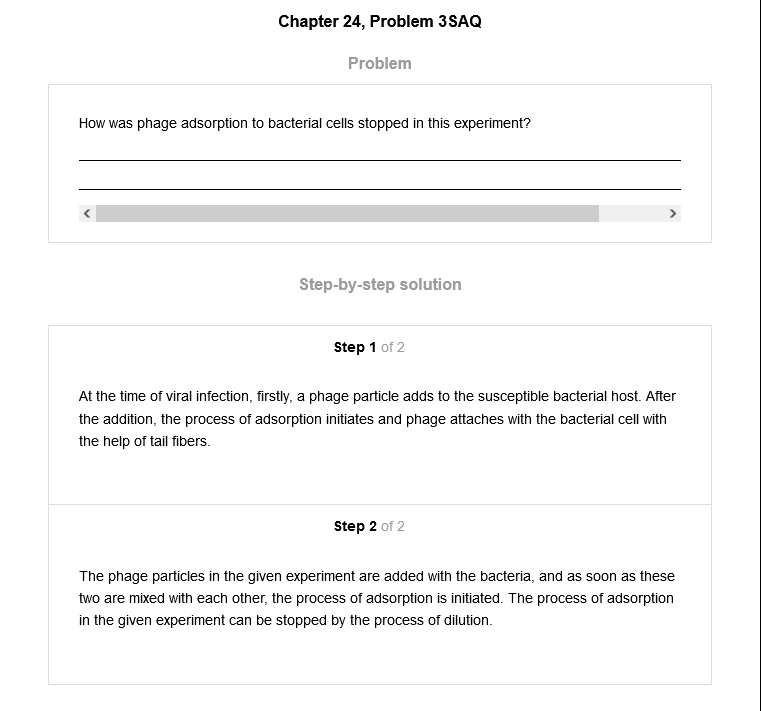 Chapter 24, Problem 3SAQ
Problem
How was phage adsorption to bacterial cells stopped in this experiment?
Step-by-step solution
Step 1 of 2
At the time of viral infection, firstly, a phage particle adds to the susceptible bacterial host. After
the addition, the process of adsorption initiates and phage attaches with the bacterial cell with
the help of tail fibers.
Step 2 of 2
The phage particles in the given experiment are added with the bacteria, and as soon as these
two are mixed with each other, the process of adsorption is initiated. The process of adsorption
in the given experiment can be stopped by the process of dilution.